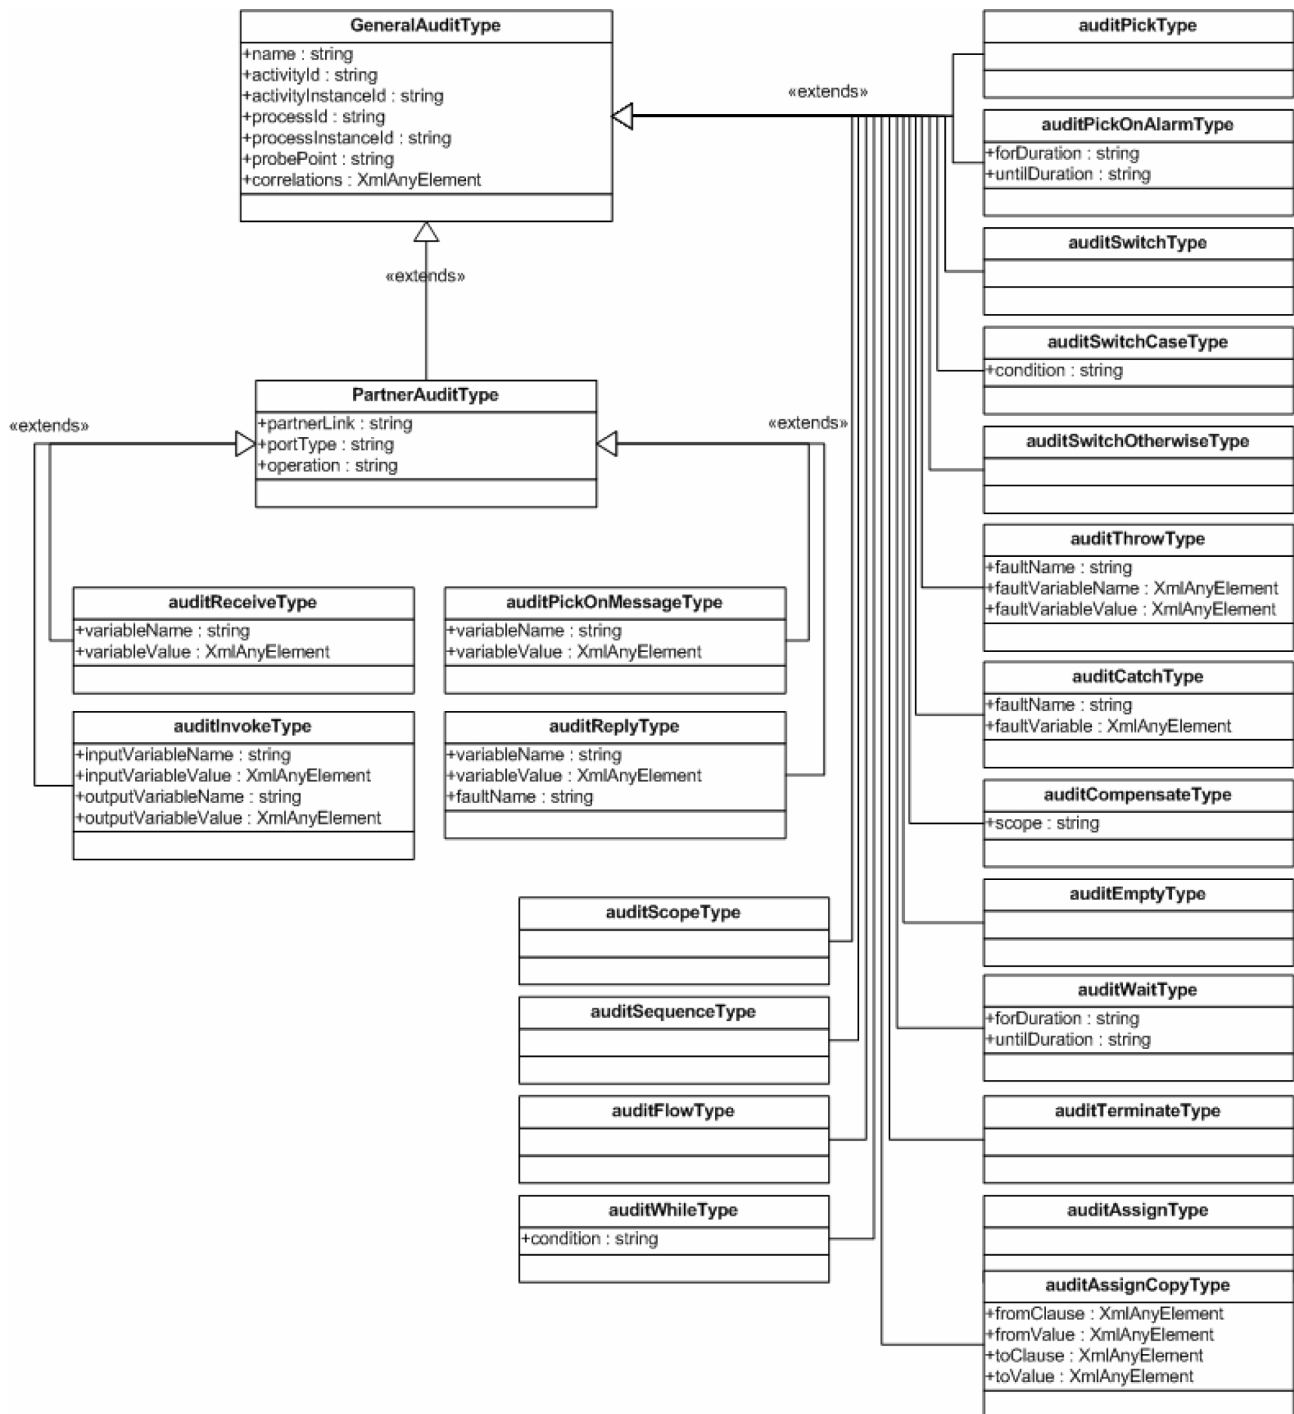 GeneralAuditType
+name : string
+activityId : string
+activityInstanceId : string
+processId : string
+processInstanceId : string
+probePoint : string
+correlations : XmlAnyElement
«extends»
«extends»
PartnerAuditType
+partnerLink : string
+portType : string
+operation : string
«extends»
«extends»
auditReceiveType
+variableName : string
+variableValue : XmlAnyElement
auditPickOnMessageType
+variableName : string
+variableValue : XmlAnyElement
auditInvokeType
+inputVariableName : string
+inputVariableValue : XmlAnyElement
+outputVariableName : string
+outputVariableValue : XmlAnyElement
auditReplyType
+variableName : string
+variableValue : XmlAnyElement
+faultName : string
auditScopeType
auditSequenceType
auditFlowType
auditWhileType
+condition : string
auditPickType
auditPickOnAlarmType
+forDuration : string
+untilDuration : string
auditSwitchType
auditSwitchCaseType
+condition : string
auditSwitchOtherwiseType
auditThrowType
+faultName : string
+faultVariableName : XmlAnyElement
+faultVariableValue : XmlAnyElement
auditCatchType
+faultName : string
+faultVariable : XmlAnyElement
auditCompensateType
+scope : string
auditEmptyType
auditWaitType
+forDuration : string
+untilDuration : string
auditTerminateType
auditAssignType
auditAssignCopyType
+fromClause : XmlAnyElement
+fromValue : XmlAnyElement
+toClause : XmlAnyElement
+toValue : XmlAnyElement